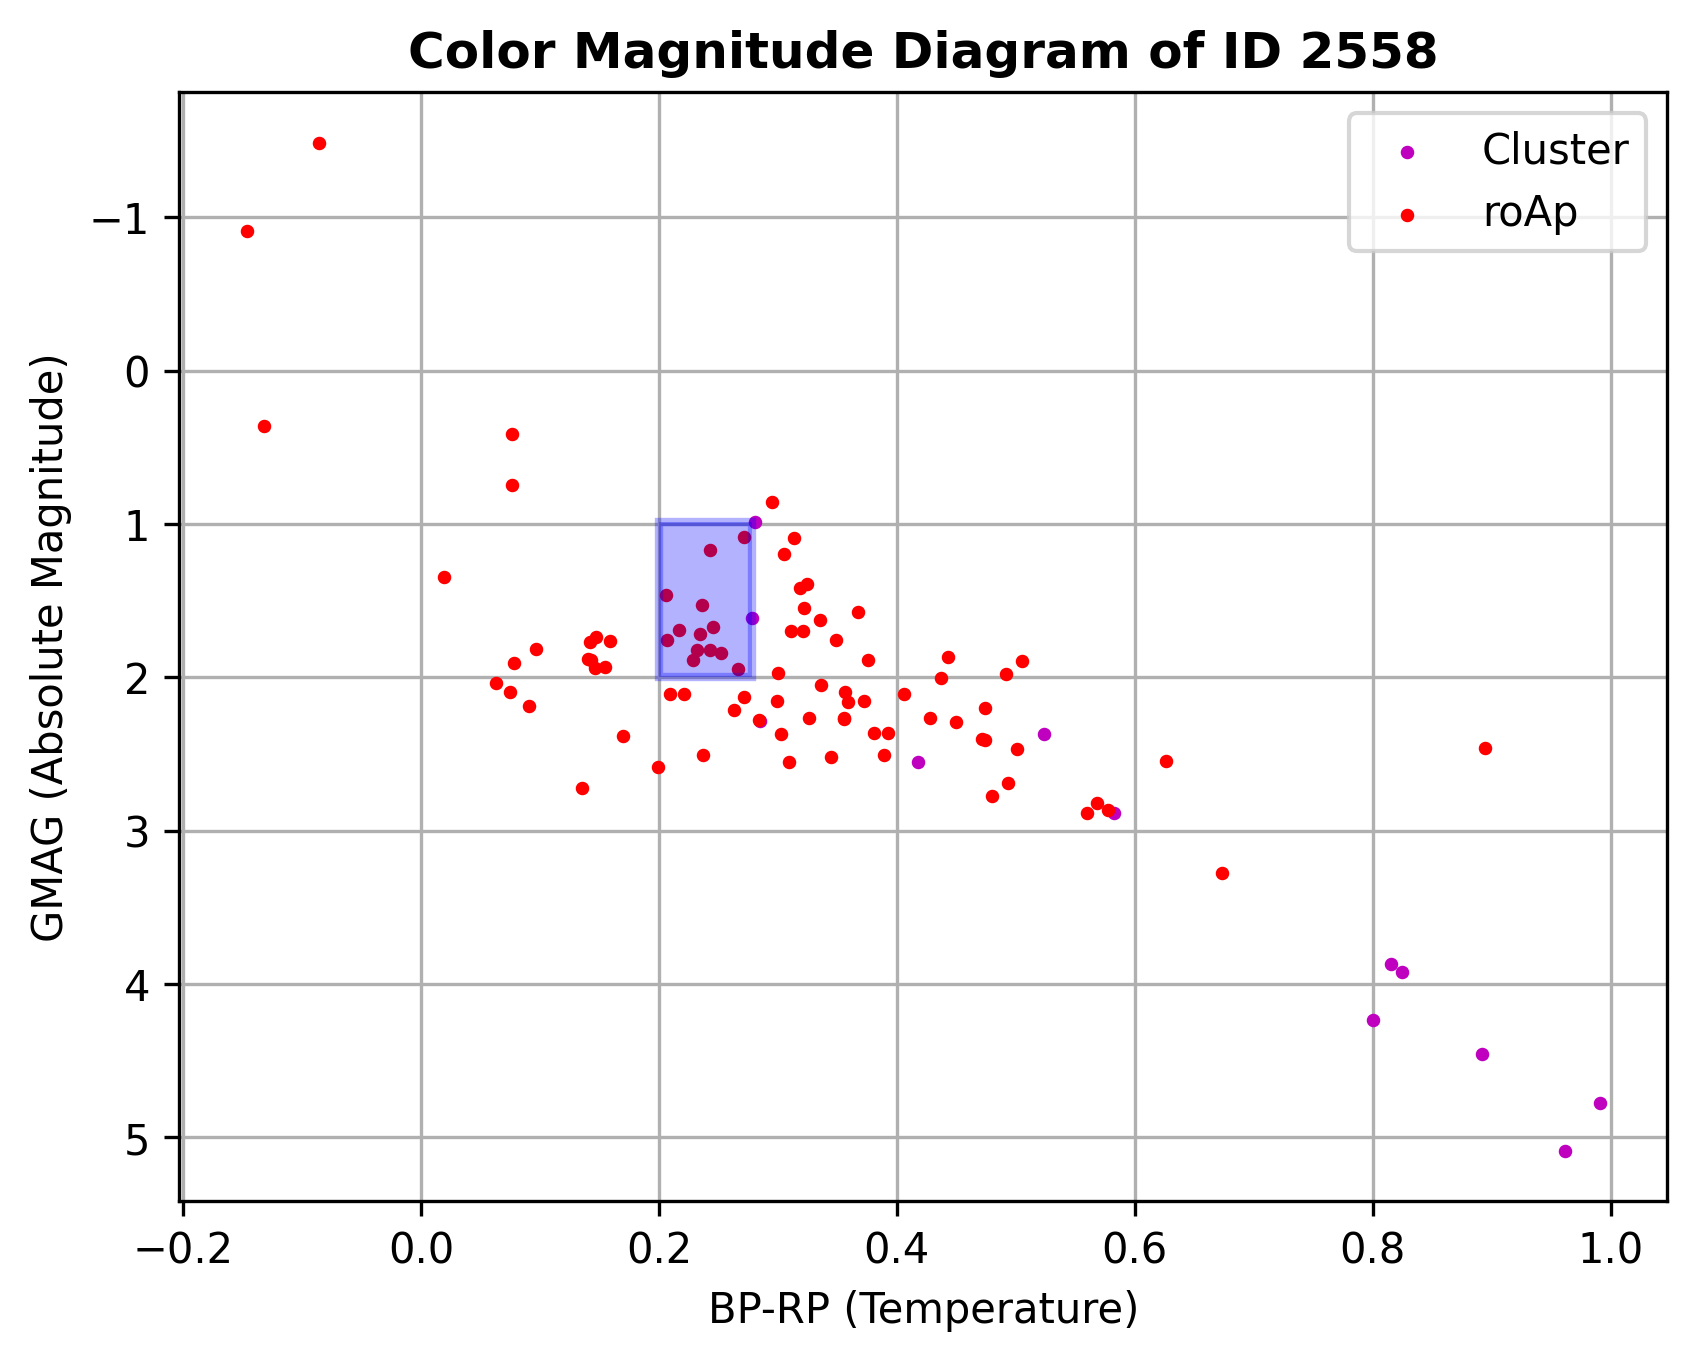 Color Magnitude Diagram of ID 2558
Cluster
roAp
GMAG (Absolute Magnitude)
−1
0
1
2
3
4
5
−0.2 0.0 0.2 0.4 0.6 0.8 1.0
BP-RP (Temperature)